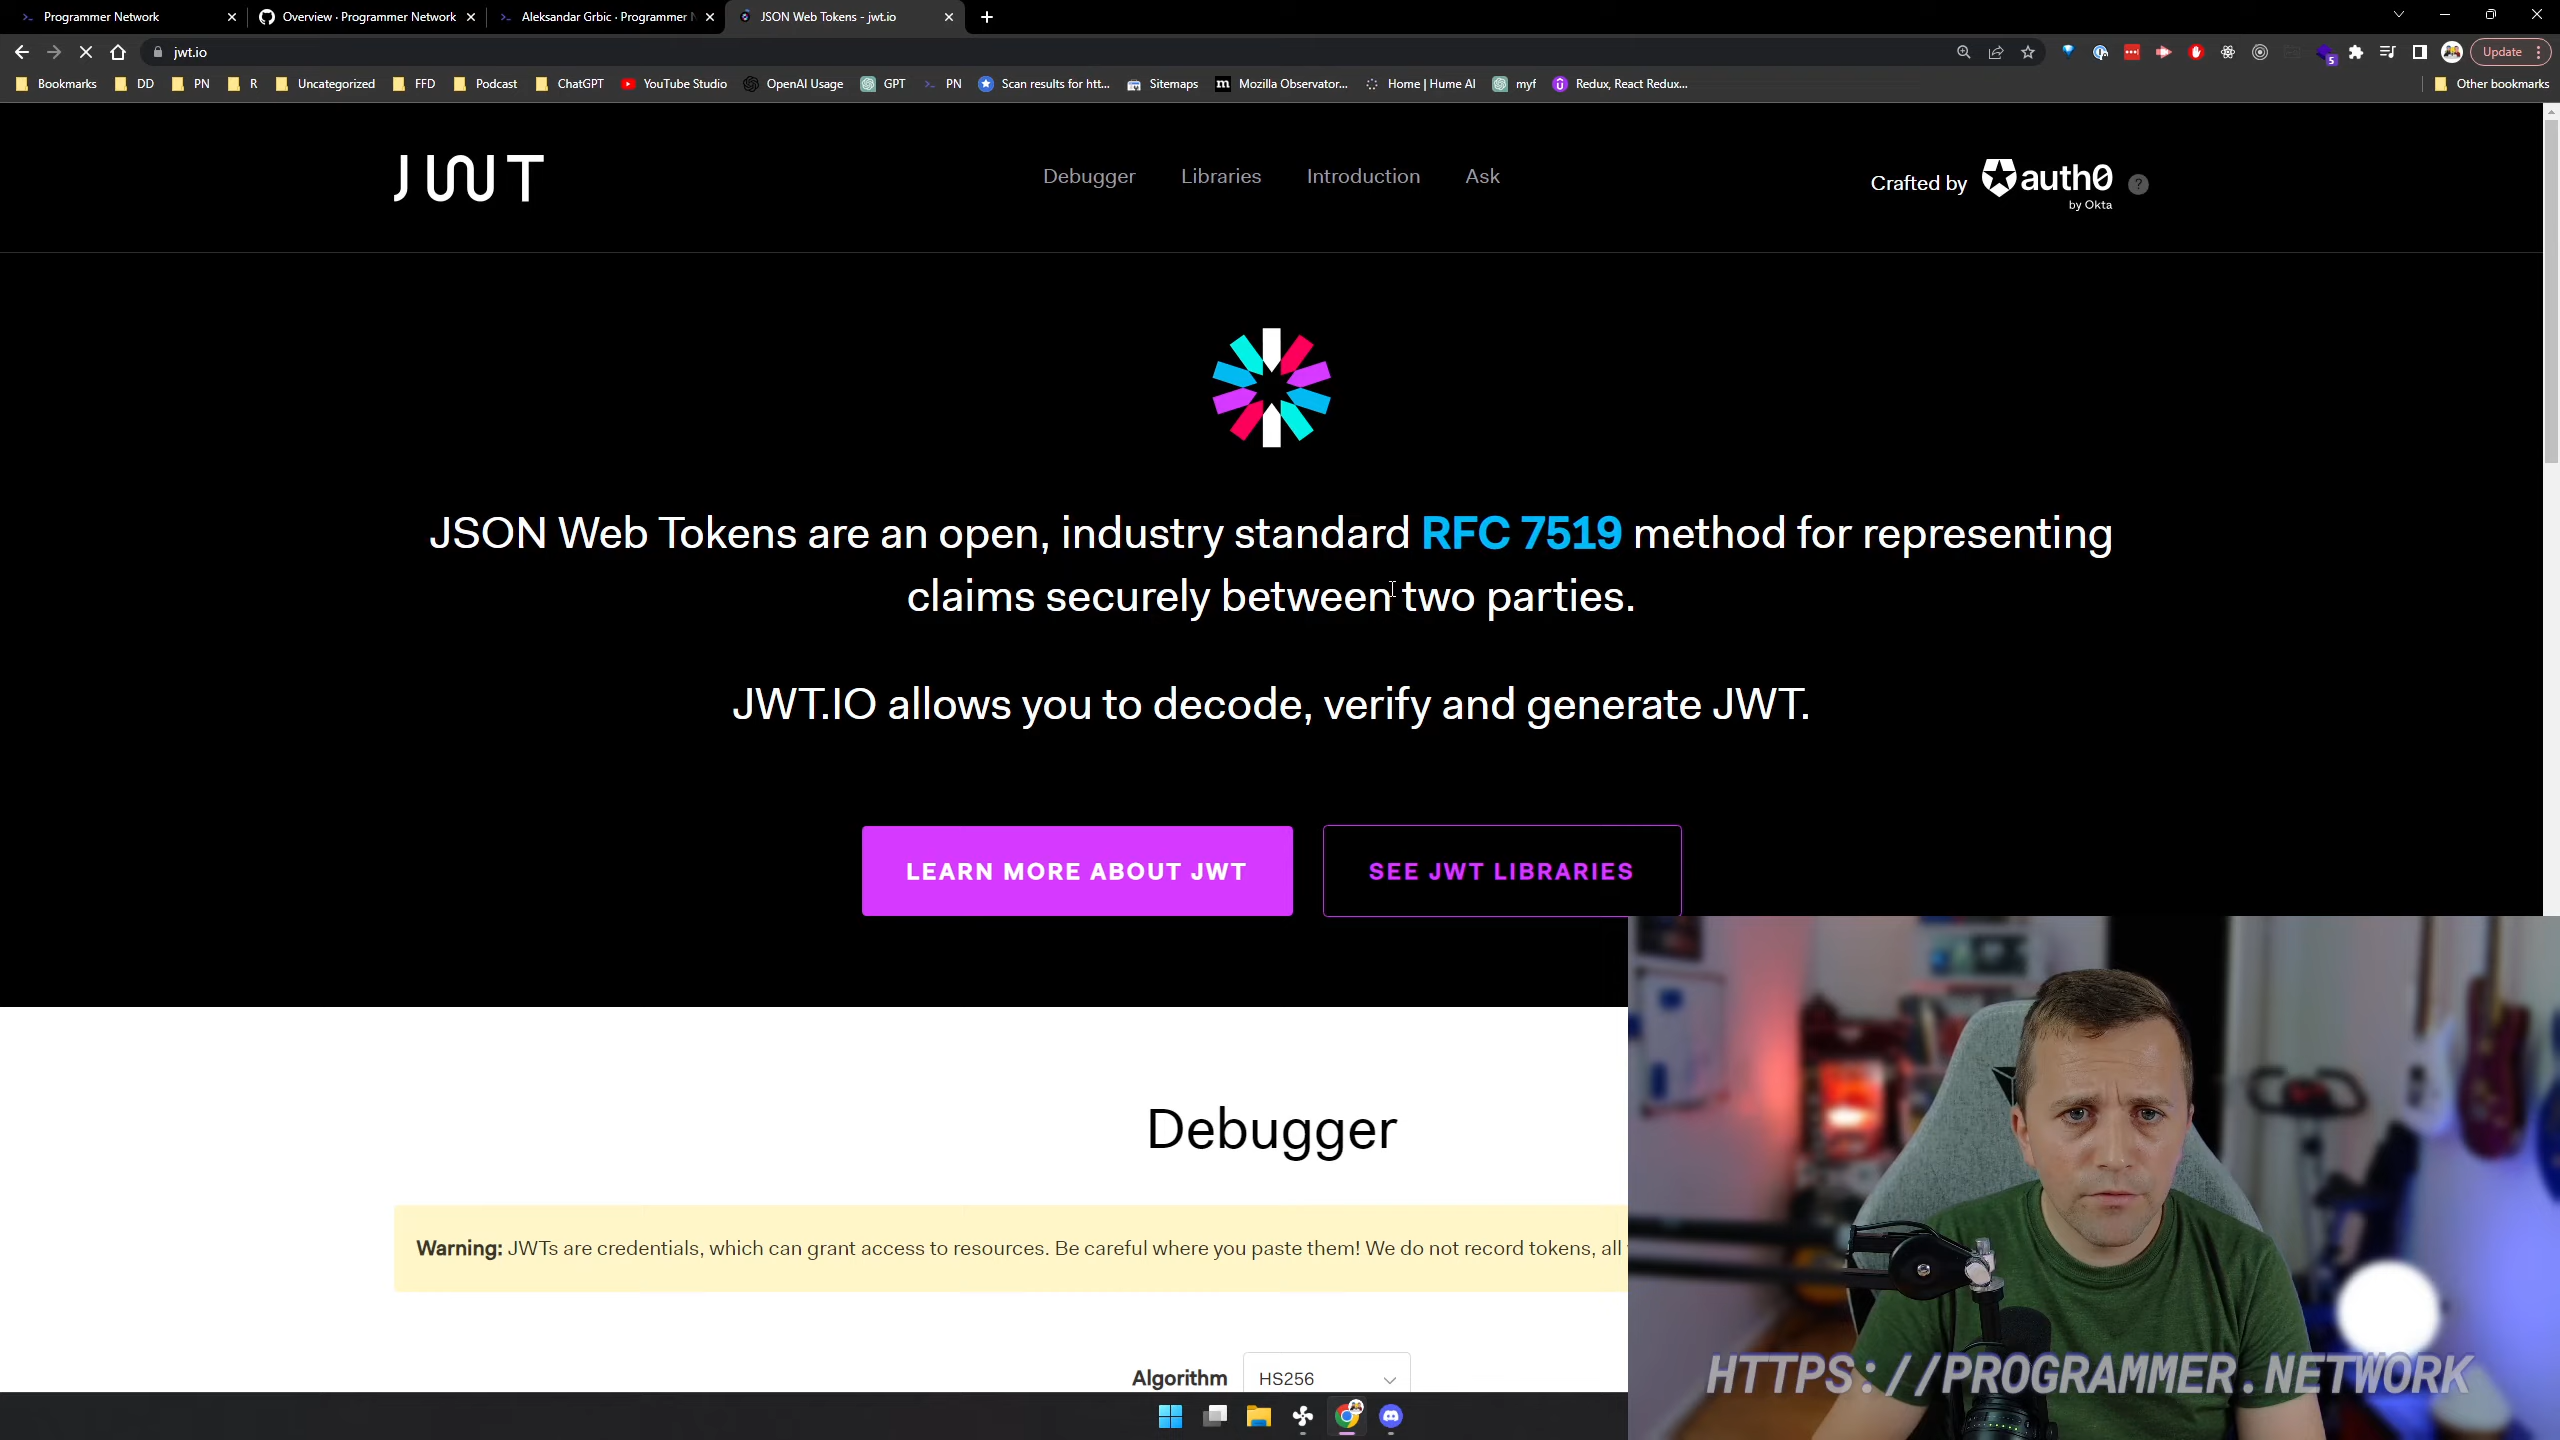 Programmer Network
Overview · Programmer Network
Aleksandar Grbic · Programmer N
JSON Web Tokens - jwt.io
jwt.io
Update
Bookmarks
DD
PN
R
Uncategorized
FFD
Podcast
ChatGPT
YouTube Studio
OpenAI Usage
GPT
PN
Scan results for htt...
Sitemaps
Mozilla Observator...
Home | Hume AI
myf
Redux, React Redux...
Other bookmarks
5
JWT
Debugger
Libraries
Introduction
Ask
Crafted by auth0
by Okta
?
JSON Web Tokens are an open, industry standard RFC 7519 method for representing
claims securely between two parties.
JWT.IO allows you to decode, verify and generate JWT.
LEARN MORE ABOUT JWT
SEE JWT LIBRARIES
Debugger
Warning: JWTs are credentials, which can grant access to resources. Be careful where you paste them! We do not record tokens, all
Algorithm
HS256
HTTPS://PROGRAMMER.NETWORK